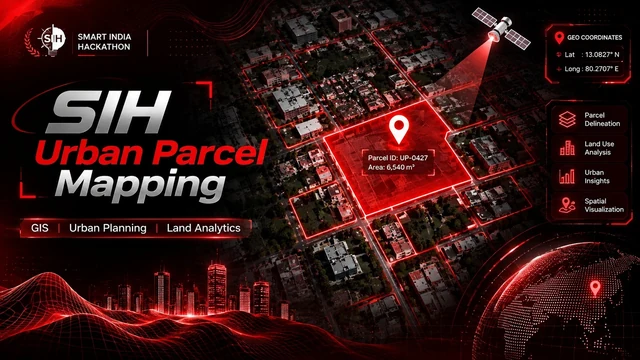 SIH
SMART INDIA
HACKATHON
SIH
Urban Parcel
Mapping
GIS | Urban Planning | Land Analytics
Parcel ID: UP-0427
Area: 6,540 m²
GEO COORDINATES
Lat : 13.0827° N
Long : 80.2707° E
Parcel
Delineation
Land Use
Analysis
Urban
Insights
Spatial
Visualization